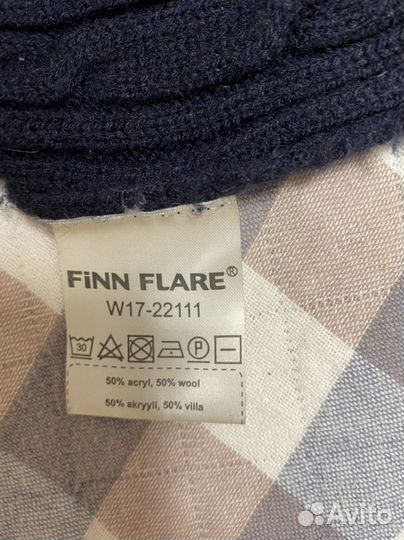 FiNN FLARE®
W17-22111
30 P
50% acryl, 50% wool
50% akryyli, 50% villa
Avito